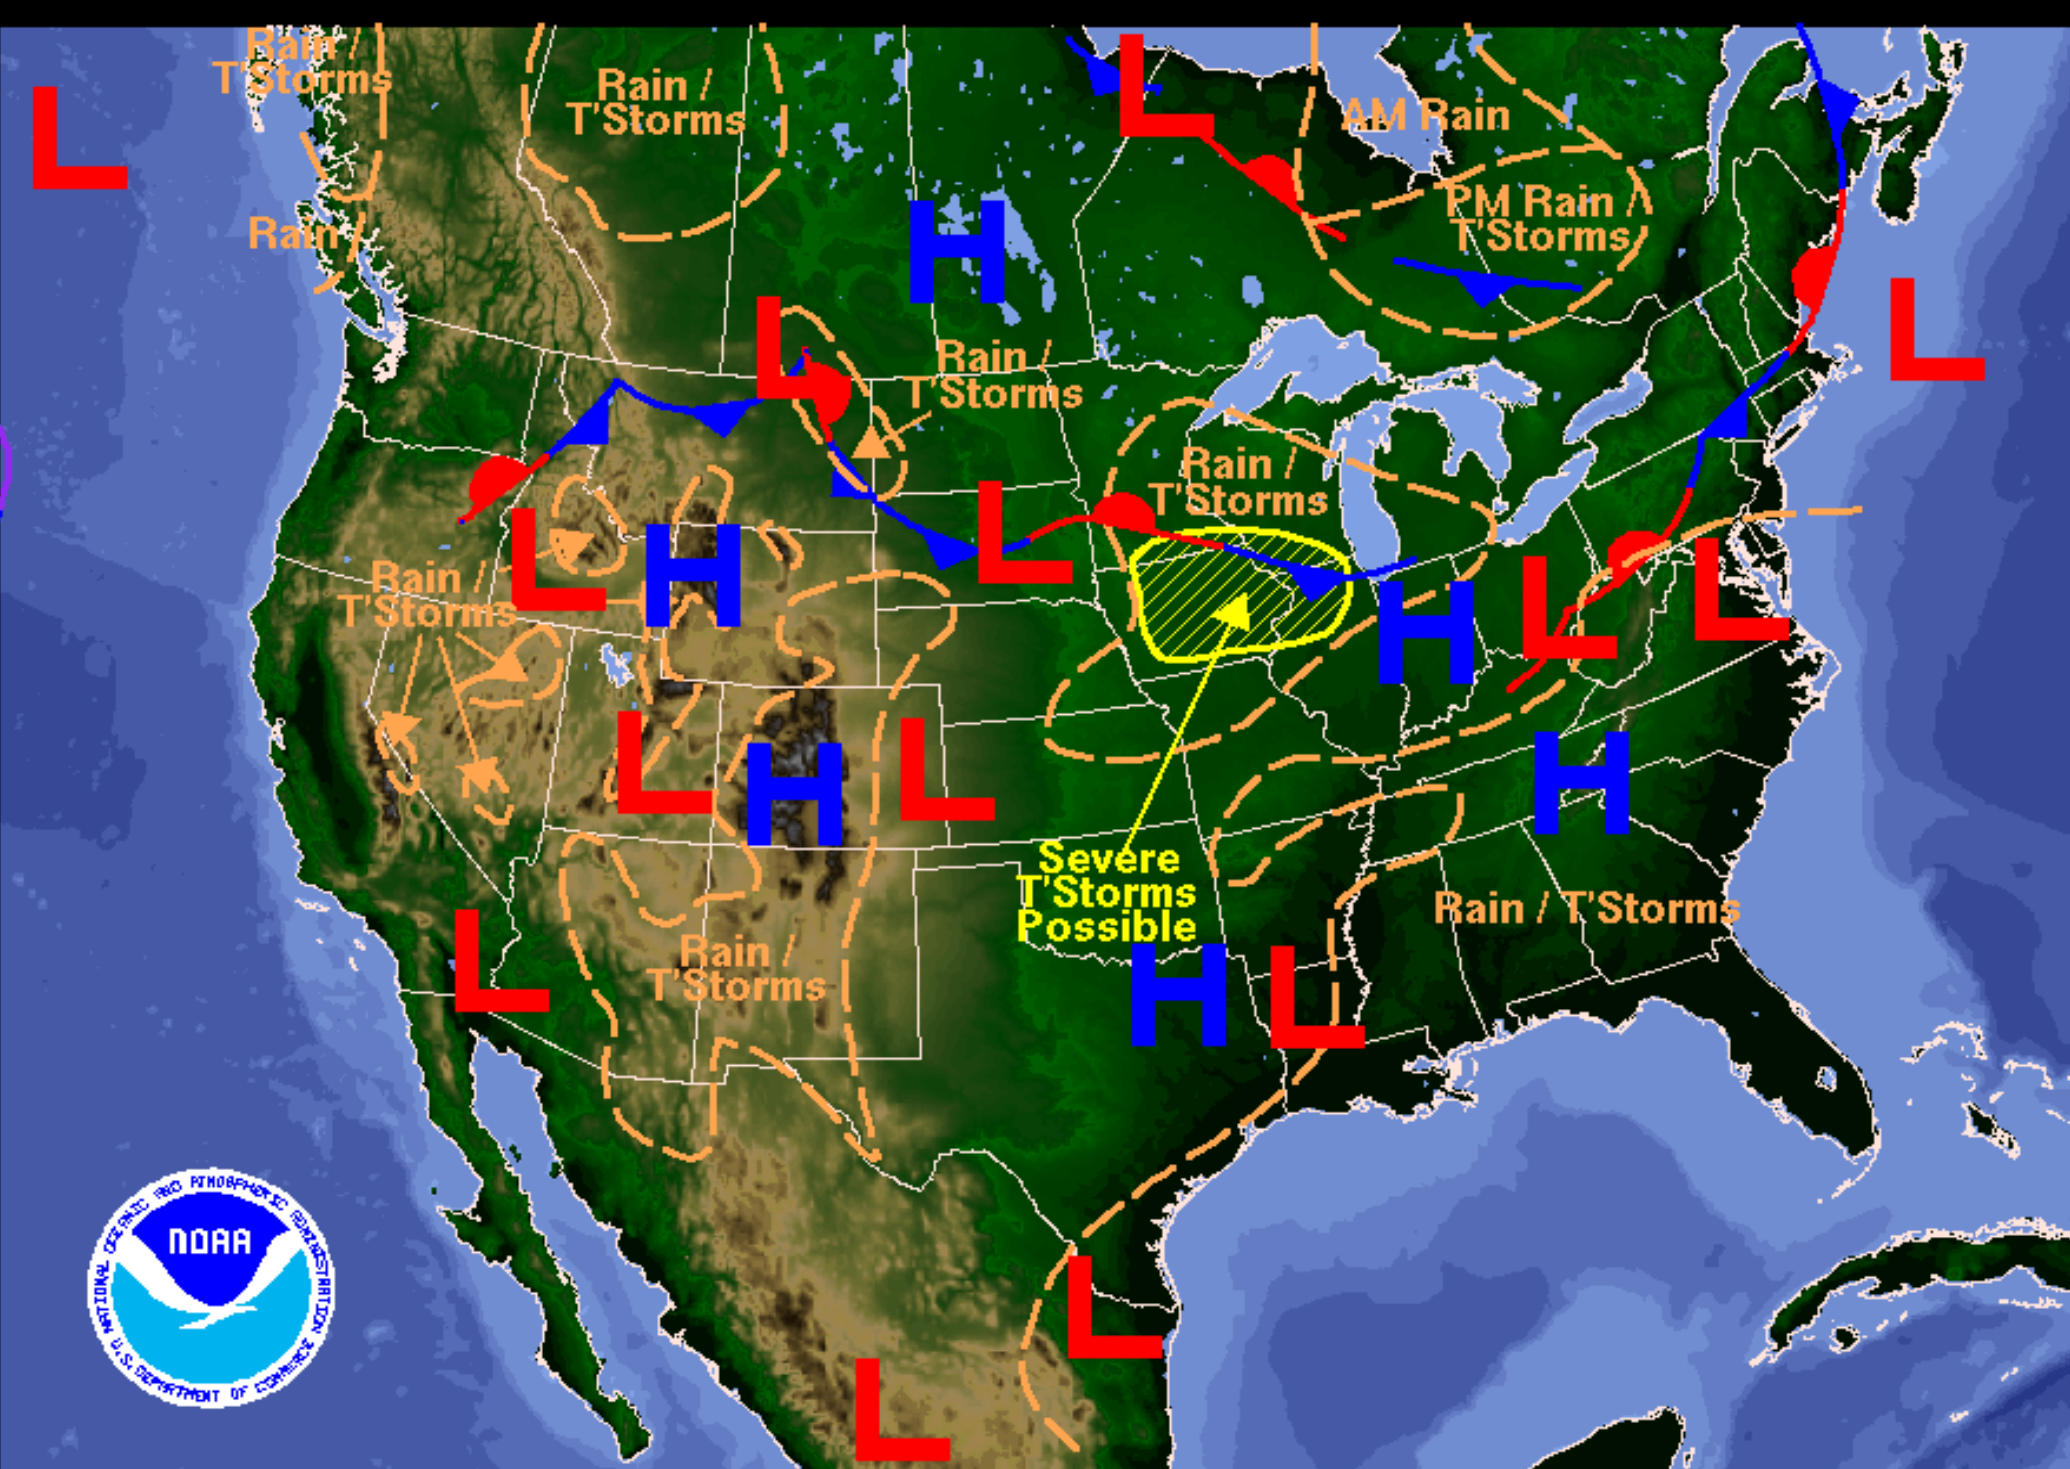 Rain /
T'Storms
Rain /
T'Storms
AM Rain
L
L
PM Rain /
T'Storms
Rain /
H
L
L
Rain /
T'Storms
Rain /
T'Storms
L
L
H
Rain /
T'Storms
L
L
H
L
L
H
H
L
Severe
T'Storms
Possible
Rain / T'Storms
L
Rain /
T'Storms
H
L
NOAA
NATIONAL OCEANIC AND ATMOSPHERIC ADMINISTRATION
U.S. DEPARTMENT OF COMMERCE
L
L